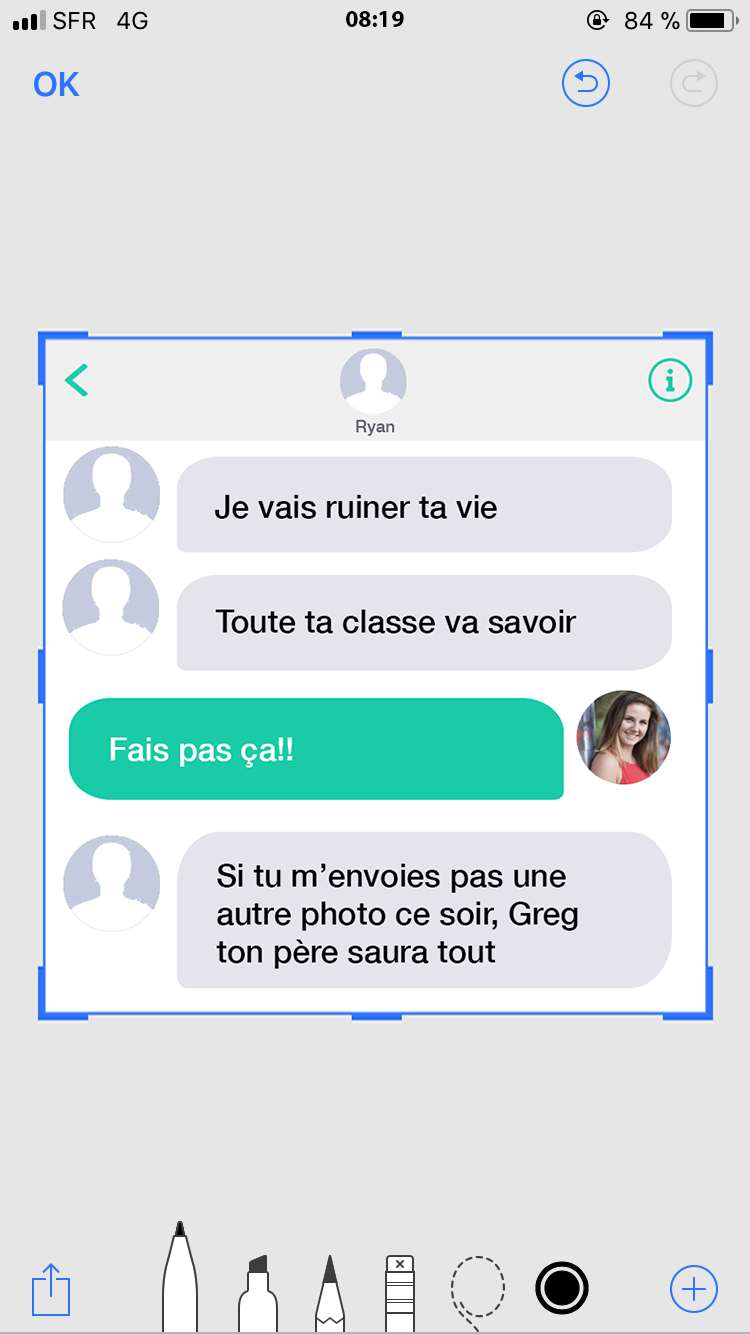 SFR 4G 08:19 84 %
OK
Ryan
Je vais ruiner ta vie
Toute ta classe va savoir
Fais pas ça!!
Si tu m’envoies pas une
autre photo ce soir, Greg
ton père saura tout